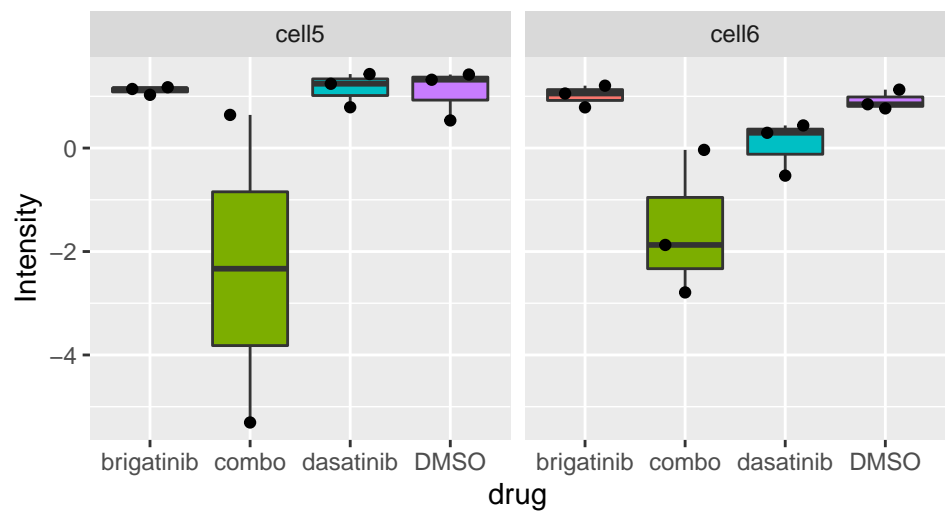 cell5 cell6
Intensity
0
−2
−4
brigatinib combo dasatinib DMSO brigatinib combo dasatinib DMSO
drug